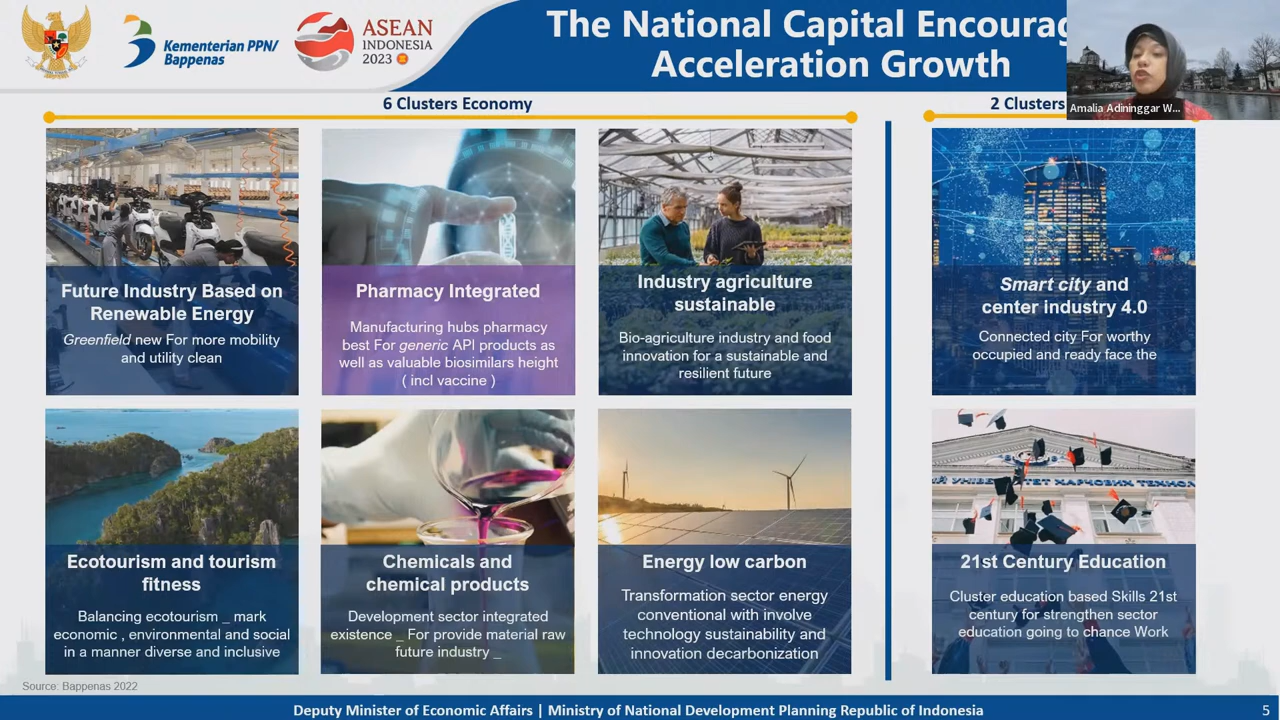 Kementerian PPN/
Bappenas
ASEAN
INDONESIA
2023
The National Capital Encourag
Acceleration Growth
Amalia Adininggar W...
6 Clusters Economy
2 Clusters
Future Industry Based on
Renewable Energy
Greenfield new For more mobility
and utility clean
Pharmacy Integrated
Manufacturing hubs pharmacy
best For generic API products as
well as valuable biosimilars height
( incl vaccine )
Industry agriculture
sustainable
Bio-agriculture industry and food
innovation for a sustainable and
resilient future
Smart city and
center industry 4.0
Connected city For worthy
occupied and ready face the
Ecotourism and tourism
fitness
Balancing ecotourism _ mark
economic , environmental and social
in a manner diverse and inclusive
Chemicals and
chemical products
Development sector integrated
existence _ For provide material raw
future industry _
Energy low carbon
Transformation sector energy
conventional with involve
technology sustainability and
innovation decarbonization
21st Century Education
Cluster education based Skills 21st
century for strengthen sector
education going to chance Work
Source: Bappenas 2022
Deputy Minister of Economic Affairs | Ministry of National Development Planning Republic of Indonesia
5